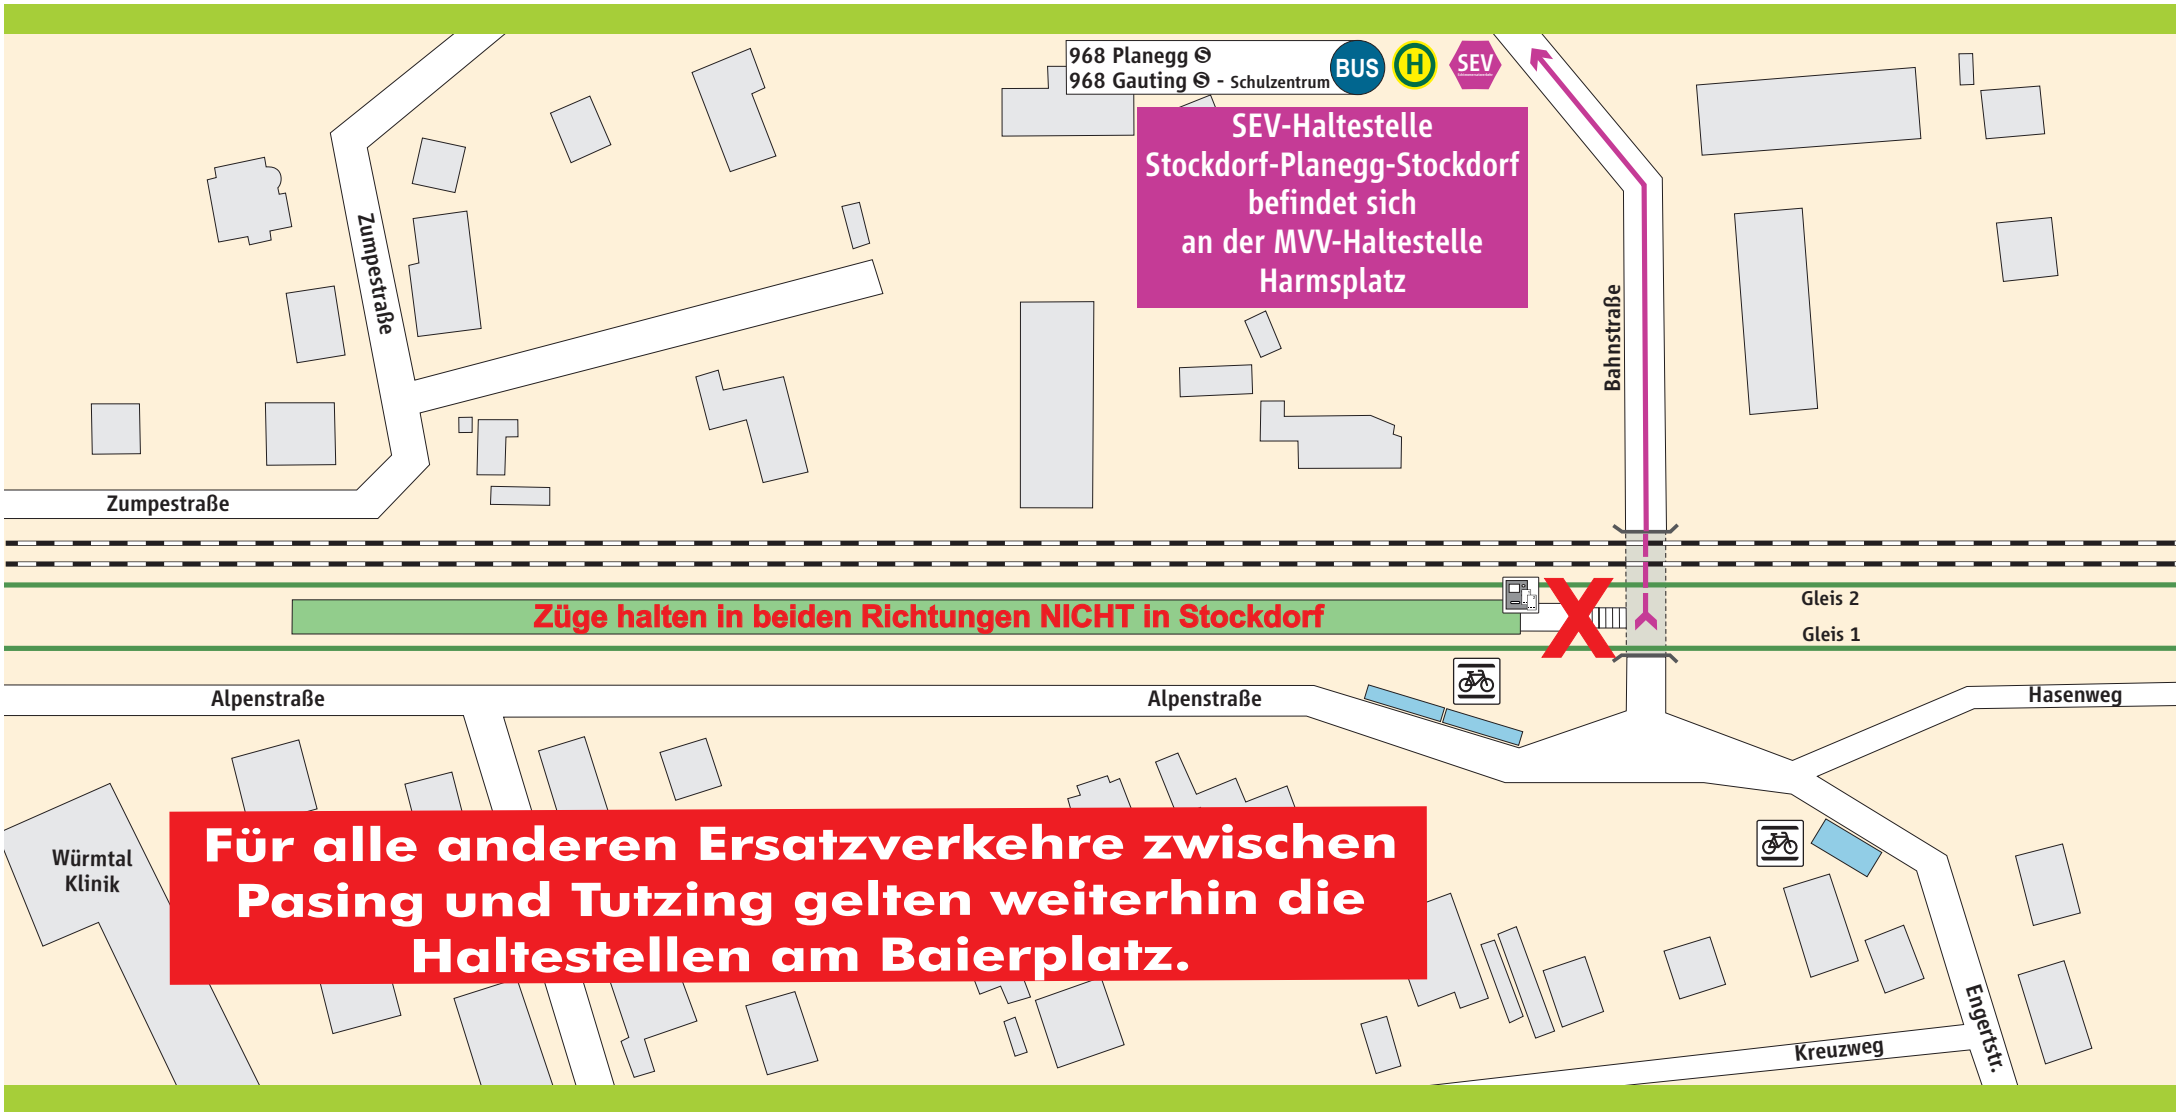 968 Planegg S
968 Gauting S - Schulzentrum
BUS
H
SEV
SEV-Haltestelle
Stockdorf-Planegg-Stockdorf
befindet sich
an der MVV-Haltestelle
Harmsplatz
Zumpestraße
Bahnstraße
Zumpestraße
Züge halten in beiden Richtungen NICHT in Stockdorf
X
Gleis 2
Gleis 1
Alpenstraße
Alpenstraße
Hasenweg
Würmtal
Klinik
Für alle anderen Ersatzverkehre zwischen
Pasing und Tutzing gelten weiterhin die
Haltestellen am Baierplatz.
Engertstr.
Kreuzweg